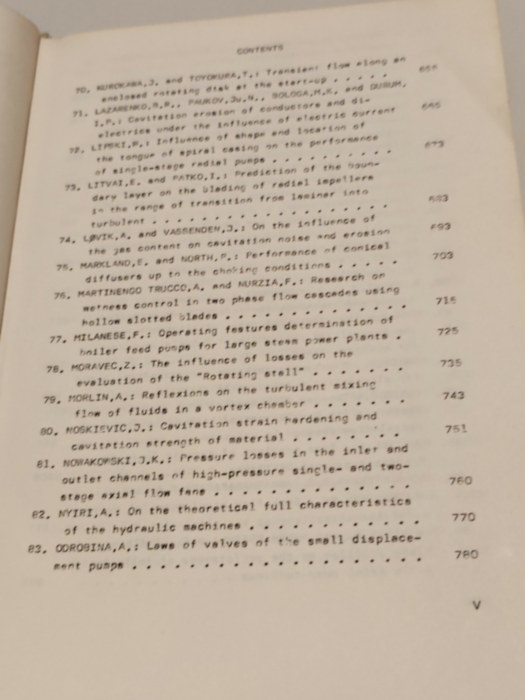 CONTENTS
70. KUROKAWA,J. and TOYOKURA,T.: Transient flow along an
enclosed rotating disk at the start-up . . . . . 655
71. LAZARENKO,B.R., PAUKOV,Ju.N., BOLOGA,M.K. and DURUM,
I.P.: Cavitation erosion of conductors and di-
electrics under the influence of electric current 665
72. LIPSKI,W.: Influence of shape and location of
the tongue of spiral casing on the performance
of single-stage radial pumps . . . . . . . . . . 673
73. LITVAI,E. and PATKO,I.: Prediction of the boun-
dary layer on the blading of radial impellers
in the range of transition from laminar into
turbulent . . . . . . . . . . . . . . . . . . 683
74. LØVIK,A. and VASSENDEN,J.: On the influence of
the gas content on cavitation noise and erosion 693
75. MARKLAND,E. and NORTH,P.: Performance of conical
diffusers up to the choking conditions . . . . . 703
76. MARTINENGO TRUCCO,A. and NURZIA,F.: Research on
wetness control in two phase flow cascades using
hollow slotted blades . . . . . . . . . . . . . 715
77. MILANESE,F.: Operating features determination of
boiler feed pumps for large steam power plants . 725
78. MORAVEC,Z.: The influence of losses on the
evaluation of the "Rotating stall" . . . . . . . 735
79. MORLIN,A.: Reflexions on the turbulent mixing
flow of fluids in a vortex chamber . . . . . . . 743
80. MOSKIEVIC,J.: Cavitation strain hardening and
cavitation strength of material . . . . . . . . 751
81. NOWAKOWSKI,J.K.: Pressure losses in the inlet and
outlet channels of high-pressure single- and two-
stage axial flow fans . . . . . . . . . . . . . 760
82. NYIRI,A.: On the theoretical full characteristics
of the hydraulic machines . . . . . . . . . . . 770
83. ODROBINA,A.: Laws of valves of the small displace-
ment pumps . . . . . . . . . . . . . . . . . . . 780
V